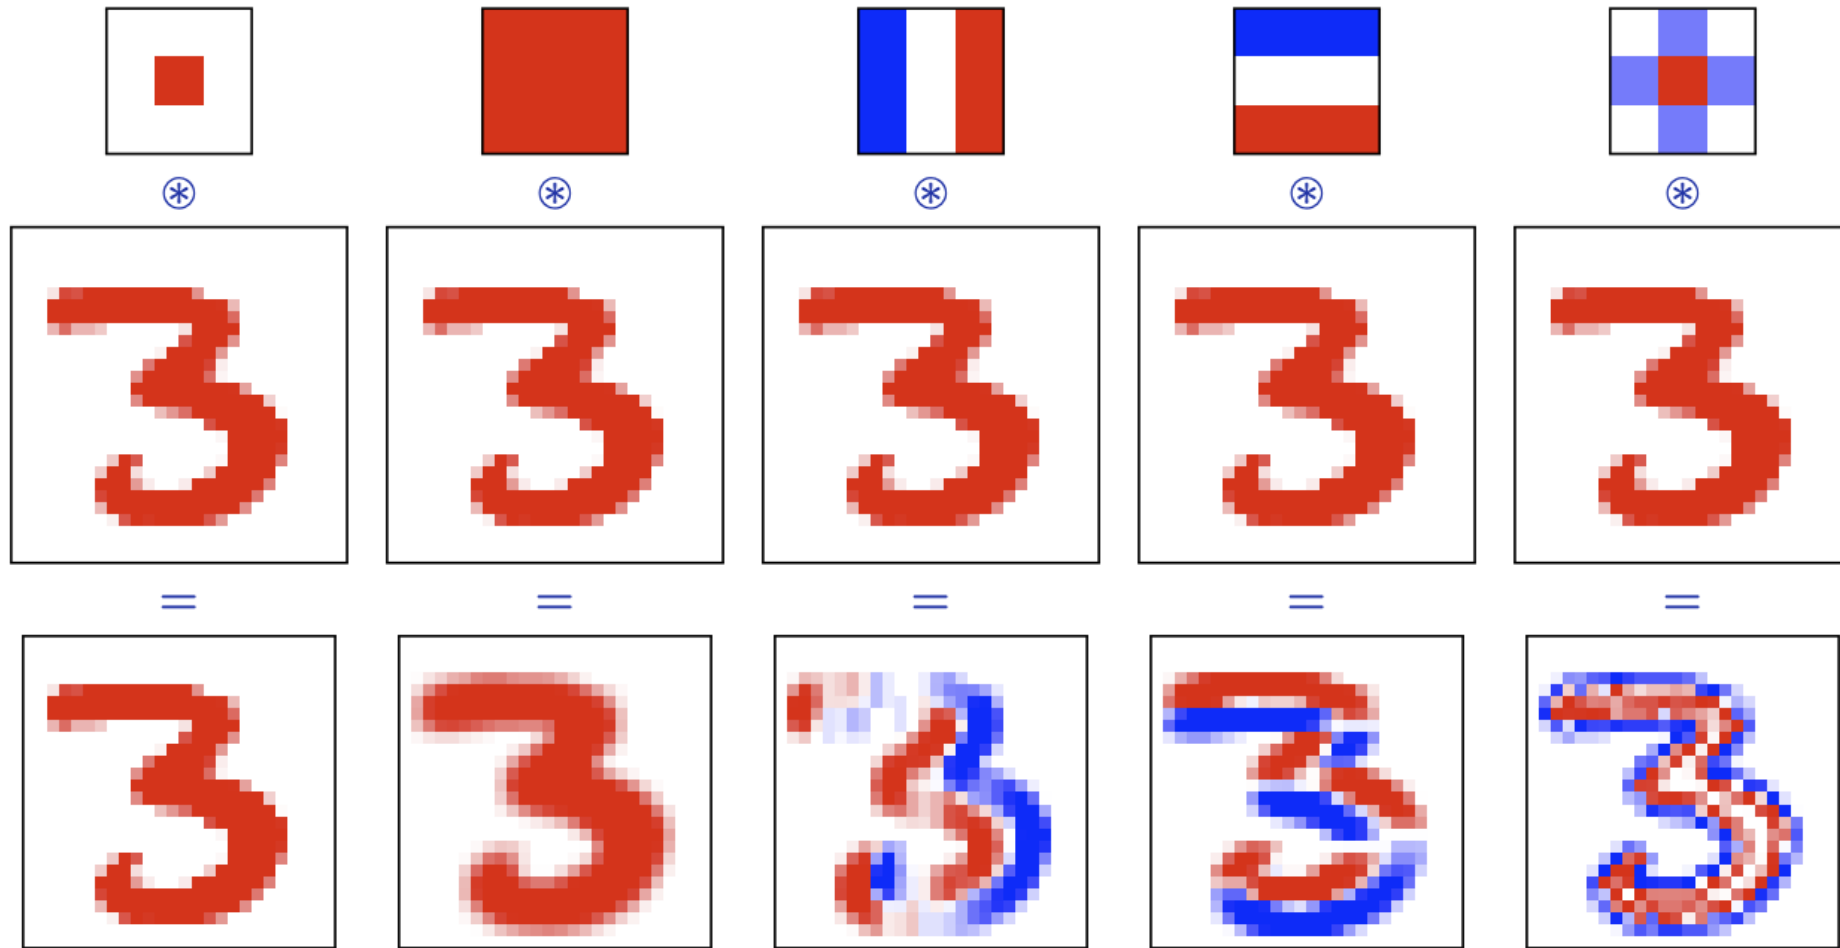 ⊛ ⊛ ⊛ ⊛ ⊛
3 3 3 3 3
= = = = =
3 3 3 3 3